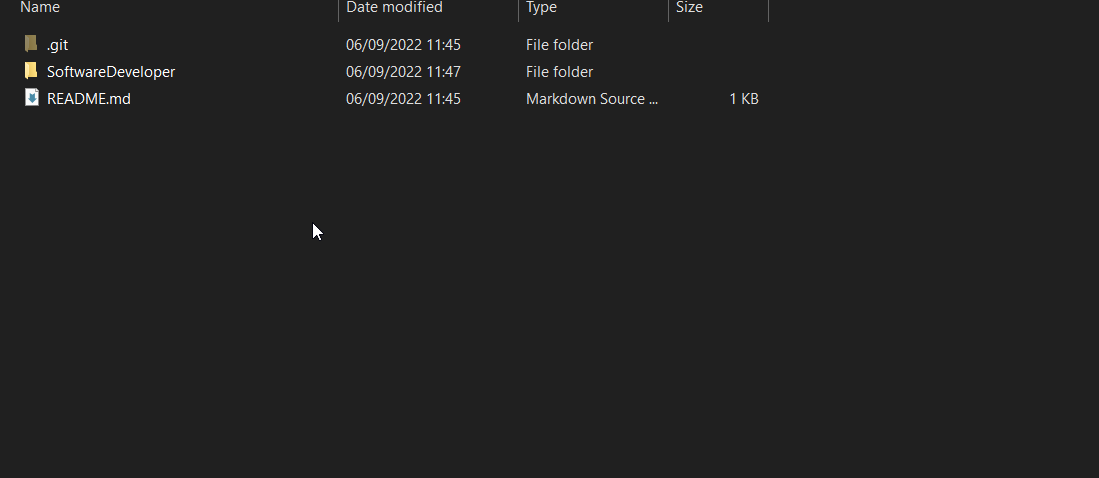 Name Date modified Type Size
.git 06/09/2022 11:45 File folder
SoftwareDeveloper 06/09/2022 11:47 File folder
README.md 06/09/2022 11:45 Markdown Source ... 1 KB